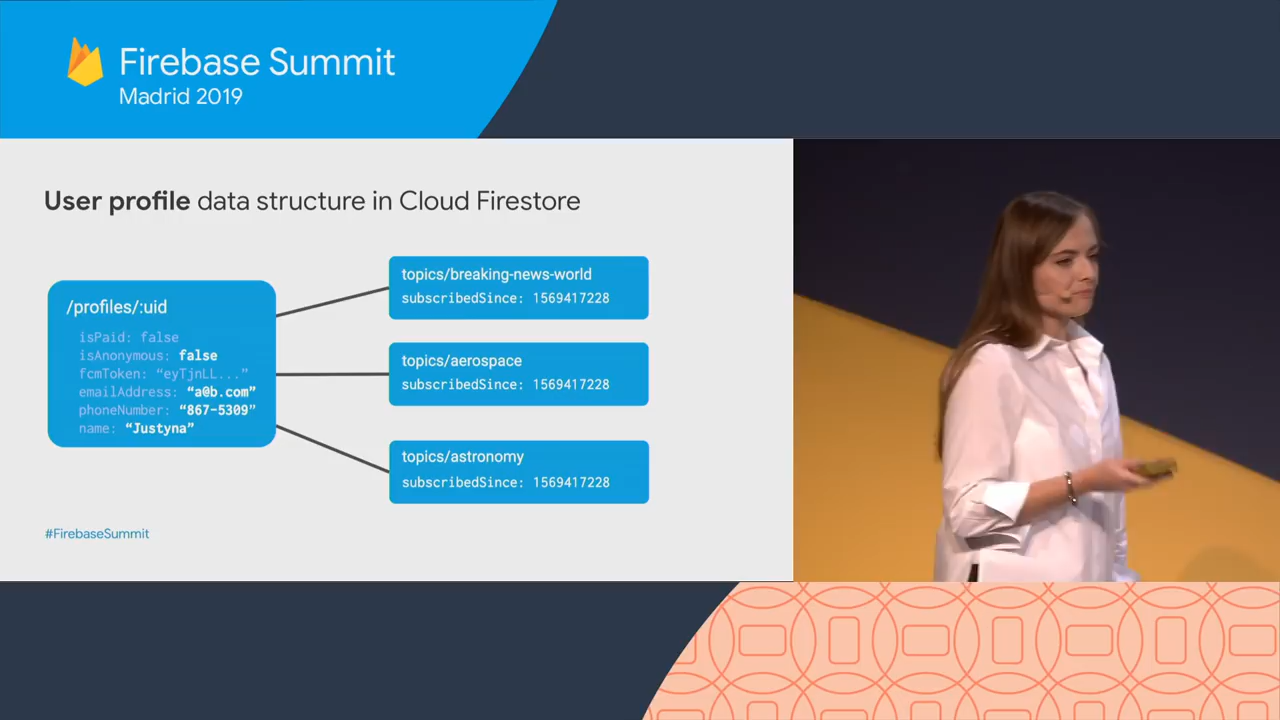 Firebase Summit
Madrid 2019
User profile data structure in Cloud Firestore
/profiles/:uid
isPaid: false
isAnonymous: false
fcmToken: “eyTjnLL...”
emailAddress: “a@b.com”
phoneNumber: “867-5309”
name: “Justyna”
topics/breaking-news-world
subscribedSince: 1569417228
topics/aerospace
subscribedSince: 1569417228
topics/astronomy
subscribedSince: 1569417228
#FirebaseSummit